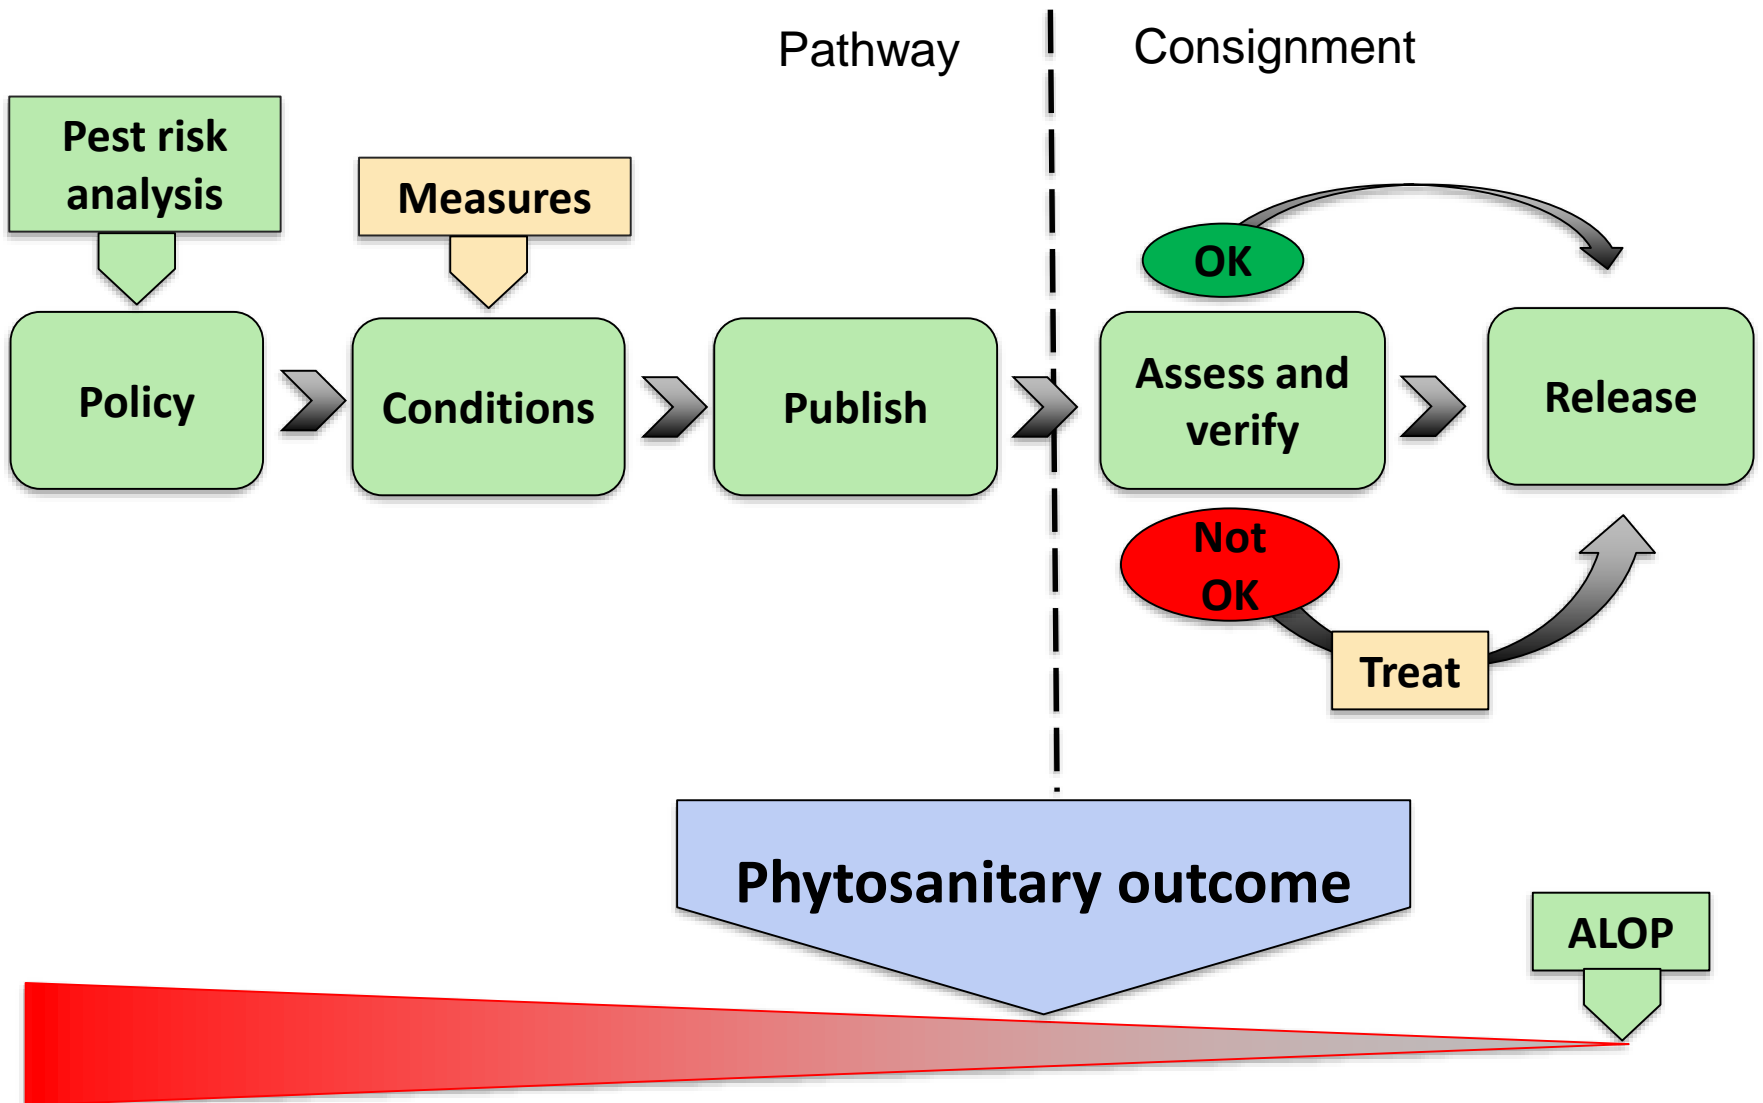 Pathway
Consignment
Pest risk
analysis
Measures
OK
Policy
Conditions
Publish
Assess and
verify
Release
Not
OK
Treat
Phytosanitary outcome
ALOP